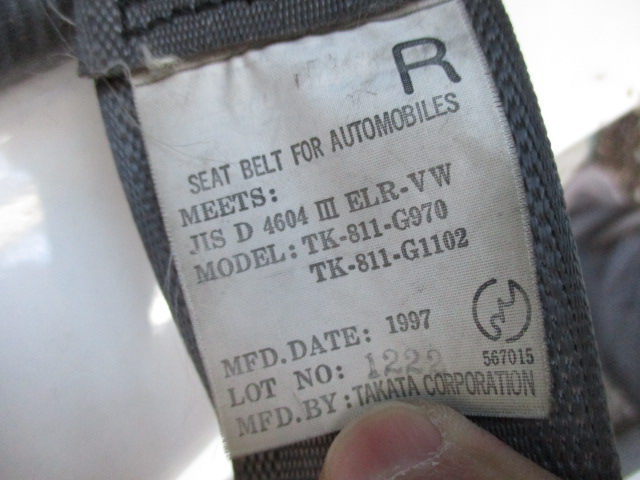 R
SEAT BELT FOR AUTOMOBILES
MEETS:
JIS D 4604 III ELR-VW
MODEL: TK-811-G970
TK-811-G1102
MFD.DATE: 1997
567015
LOT NO: 1222
MFD.BY: TAKATA CORPORATION